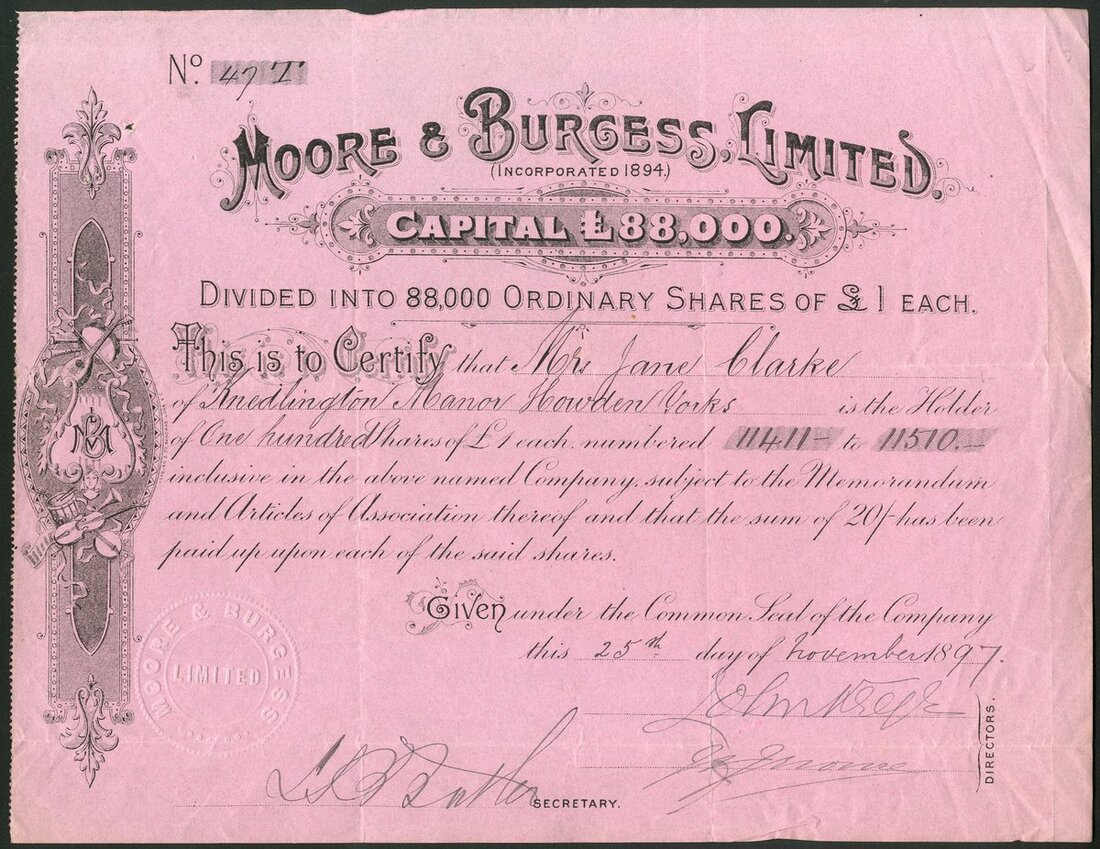 No. 47 T
MOORE & BURGESS, LIMITED.
(INCORPORATED 1894.)
CAPITAL £88,000.
DIVIDED INTO 88,000 ORDINARY SHARES OF £1 EACH.
This is to Certify that Mrs Jane Clarke
of Knedlington Manor Howden Yorks is the Holder
of One hundred Shares of £1 each, numbered 11411- to 11510.-
inclusive in the above named Company, subject to the Memorandum
and Articles of Association thereof and that the sum of 20/- has been
paid up upon each of the said shares.
Given under the Common Seal of the Company
this 25th day of November 1897.
MOORE & BURGESS
LIMITED
DIRECTORS.
SECRETARY.